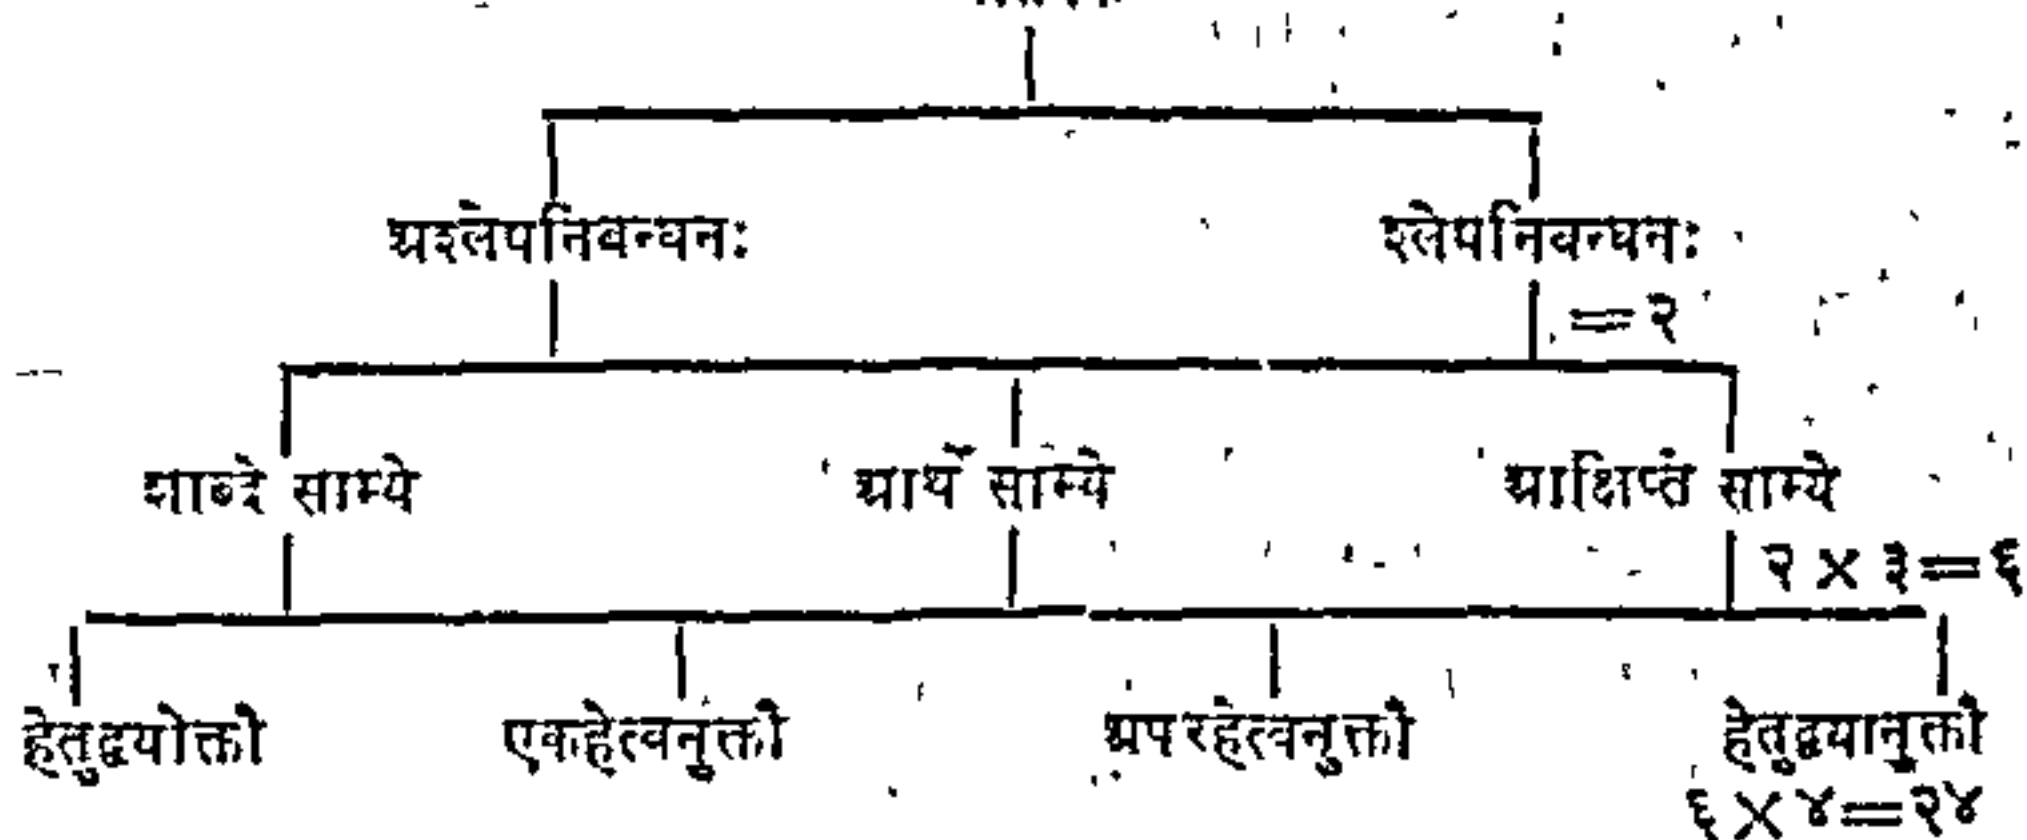 अश्लेषनिबन्धनः श्लेषनिबन्धनः
=२
शाब्दे साम्ये आर्थे साम्ये आक्षिप्ते साम्ये
२×३=६
हेतुद्वयोक्तौ एकहेत्वनुक्तौ अपरहेत्वनुक्तौ हेतुद्वयानुक्तौ
६×४=२४